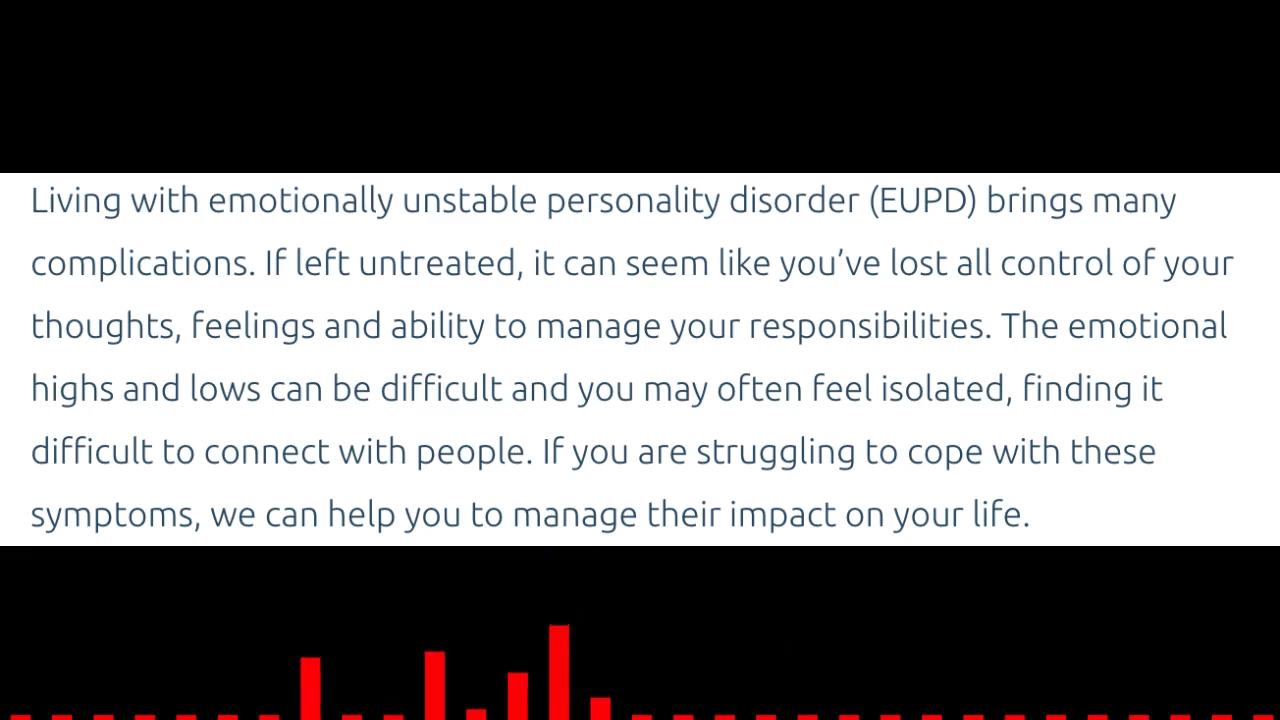 Living with emotionally unstable personality disorder (EUPD) brings many
complications. If left untreated, it can seem like you’ve lost all control of your
thoughts, feelings and ability to manage your responsibilities. The emotional
highs and lows can be difficult and you may often feel isolated, finding it
difficult to connect with people. If you are struggling to cope with these
symptoms, we can help you to manage their impact on your life.